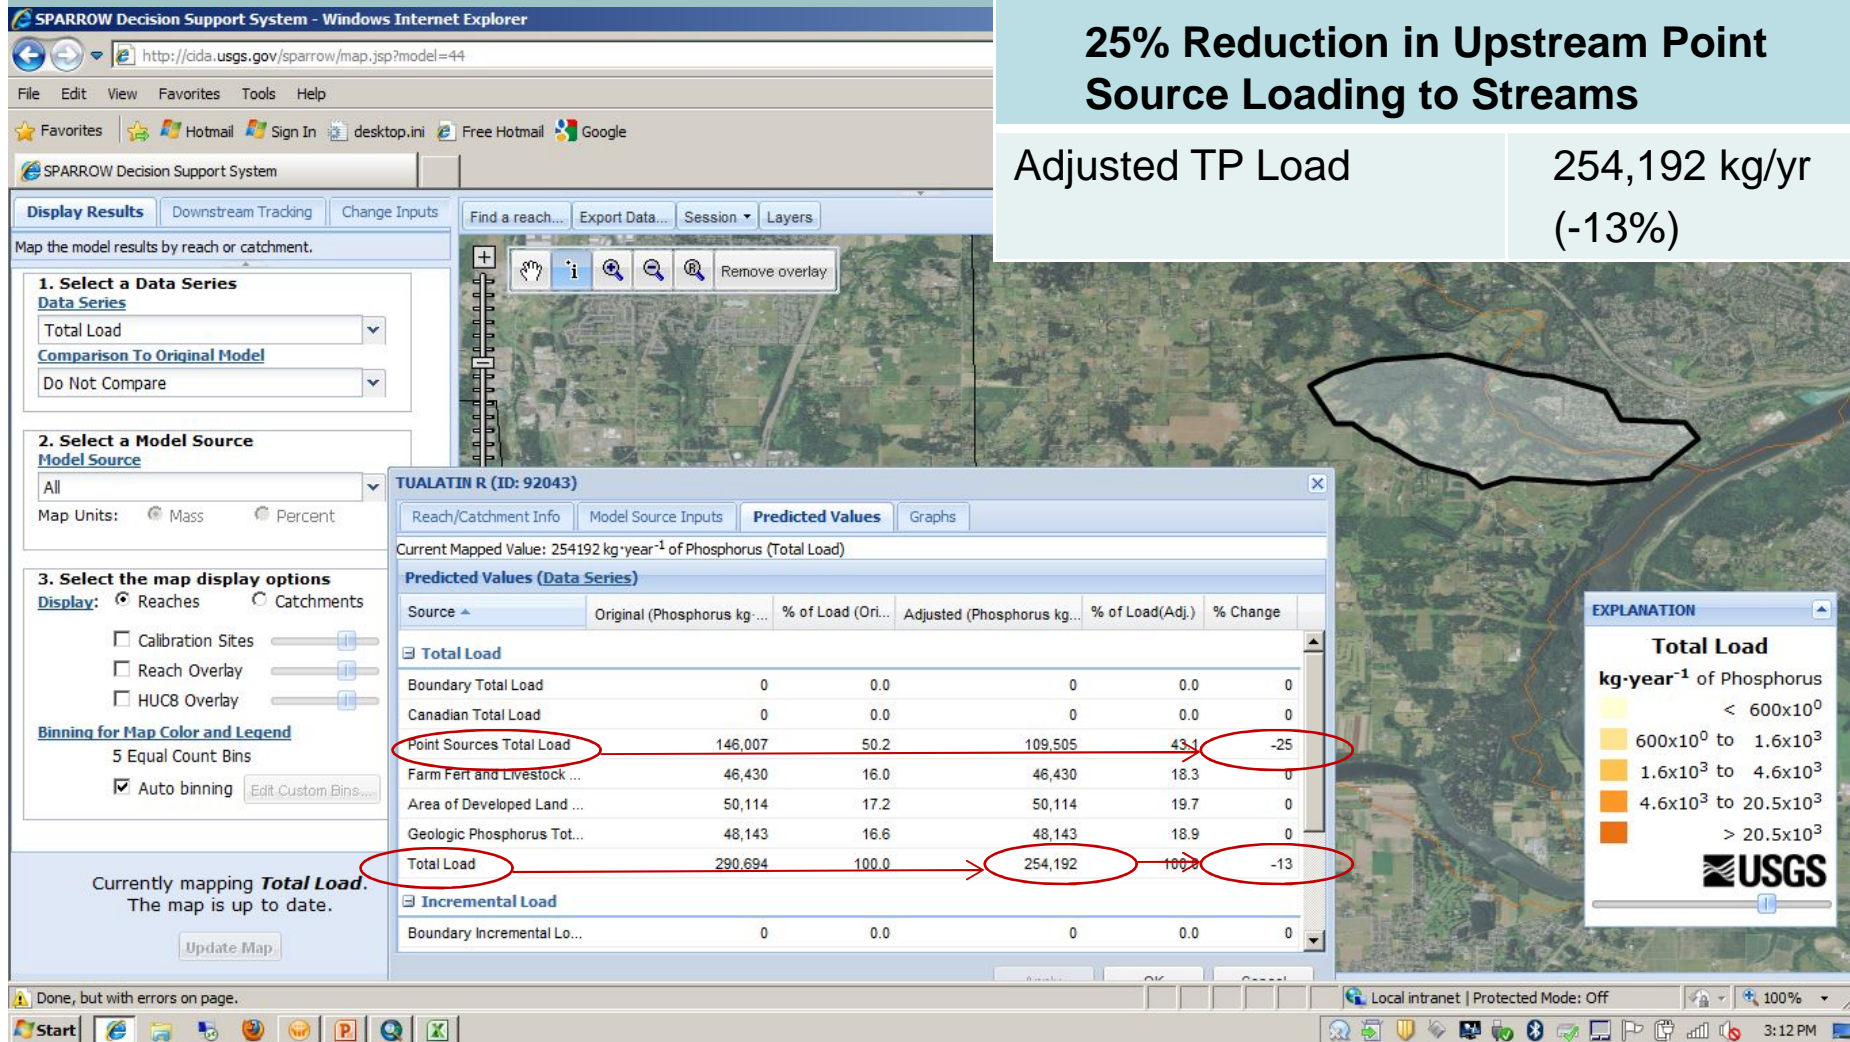 SPARROW Decision Support System - Windows Internet Explorer
http://cida.usgs.gov/sparrow/map.jsp?model=44
File Edit View Favorites Tools Help
Favorites Hotmail Sign In desktop.ini Free Hotmail Google
SPARROW Decision Support System
25% Reduction in Upstream Point
Source Loading to Streams
Adjusted TP Load 254,192 kg/yr
(-13%)
Display Results Downstream Tracking Change Inputs
Map the model results by reach or catchment.
1. Select a Data Series
Data Series
Total Load
Comparison To Original Model
Do Not Compare
2. Select a Model Source
Model Source
All
Map Units: Mass Percent
3. Select the map display options
Display: Reaches Catchments
Calibration Sites
Reach Overlay
HUC8 Overlay
Binning for Map Color and Legend
5 Equal Count Bins
Auto binning Edit Custom Bins...
Currently mapping Total Load.
The map is up to date.
Update Map
Find a reach... Export Data... Session Layers
Remove overlay
TUALATIN R (ID: 92043)
Reach/Catchment Info Model Source Inputs Predicted Values Graphs
Current Mapped Value: 254192 kg·year⁻¹ of Phosphorus (Total Load)
Predicted Values (Data Series)
Source Original (Phosphorus kg·... % of Load (Ori... Adjusted (Phosphorus kg... % of Load(Adj.) % Change
Total Load
Boundary Total Load 0 0.0 0 0.0 0
Canadian Total Load 0 0.0 0 0.0 0
Point Sources Total Load 146,007 50.2 109,505 43.1 -25
Farm Fert and Livestock ... 46,430 16.0 46,430 18.3 0
Area of Developed Land ... 50,114 17.2 50,114 19.7 0
Geologic Phosphorus Tot... 48,143 16.6 48,143 18.9 0
Total Load 290,694 100.0 254,192 100.0 -13
Incremental Load
Boundary Incremental Lo... 0 0.0 0 0.0 0
Apply OK Cancel
EXPLANATION
Total Load
kg·year⁻¹ of Phosphorus
< 600x10⁰
600x10⁰ to 1.6x10³
1.6x10³ to 4.6x10³
4.6x10³ to 20.5x10³
> 20.5x10³
USGS
Done, but with errors on page. Local intranet | Protected Mode: Off 100%
Start 3:12 PM